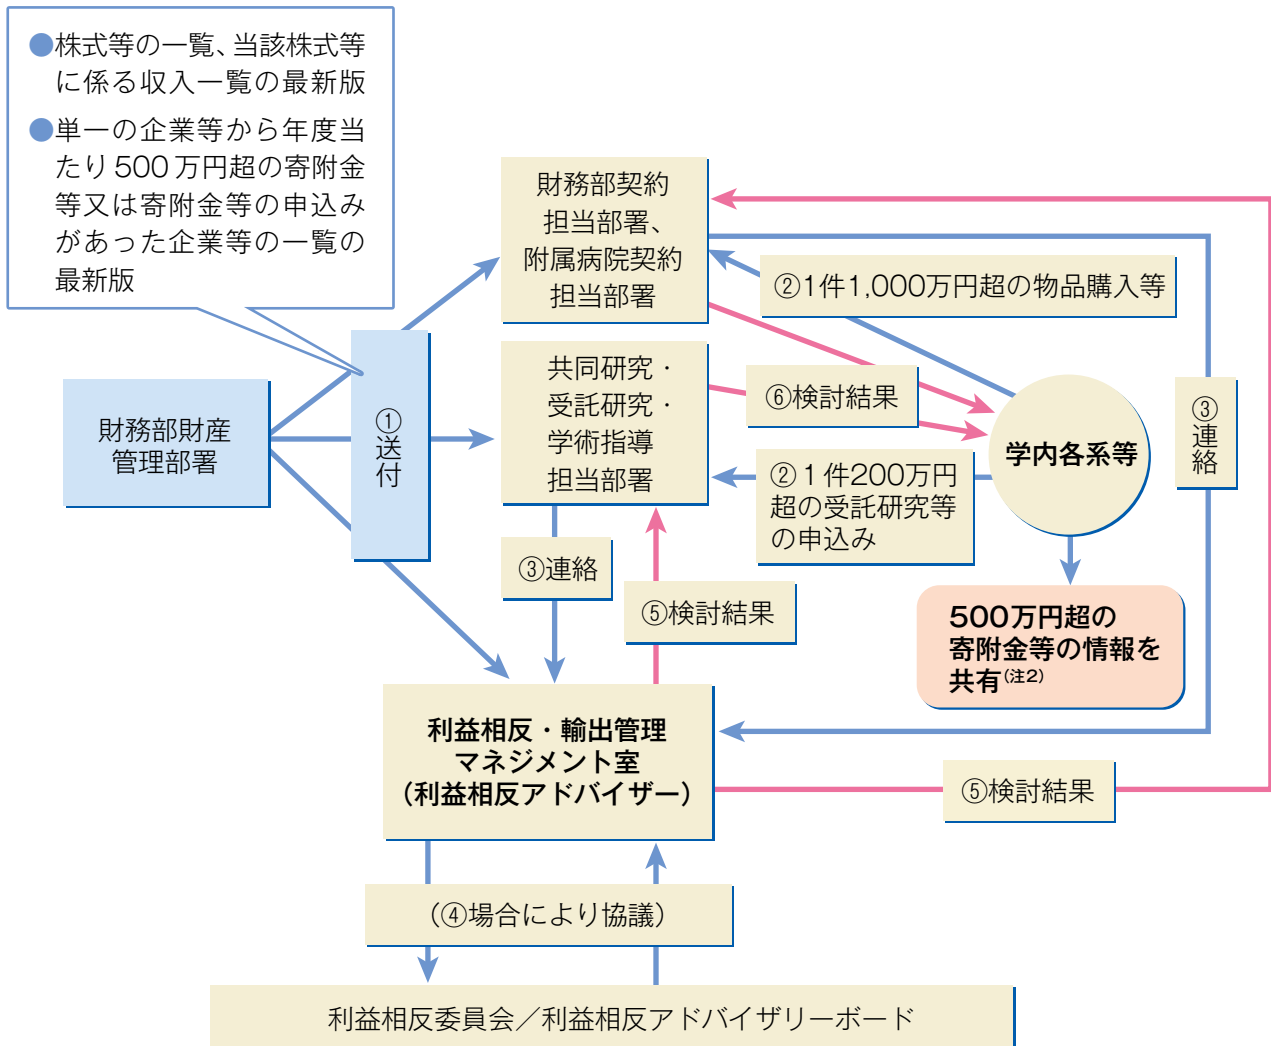 ●株式等の一覧、当該株式等
に係る収入一覧の最新版
●単一の企業等から年度当
たり500万円超の寄附金
等又は寄附金等の申込み
があった企業等の一覧の
最新版
財務部契約
担当部署、
附属病院契約
担当部署
②1件1,000万円超の物品購入等
財務部財産
管理部署
①送付
共同研究・
受託研究・
学術指導
担当部署
⑥検討結果
学内各系等
③連絡
②1件200万円
超の受託研究等
の申込み
③連絡
⑤検討結果
500万円超の
寄附金等の情報を
共有(注2)
利益相反・輸出管理
マネジメント室
(利益相反アドバイザー)
⑤検討結果
(④場合により協議)
利益相反委員会/利益相反アドバイザリーボード